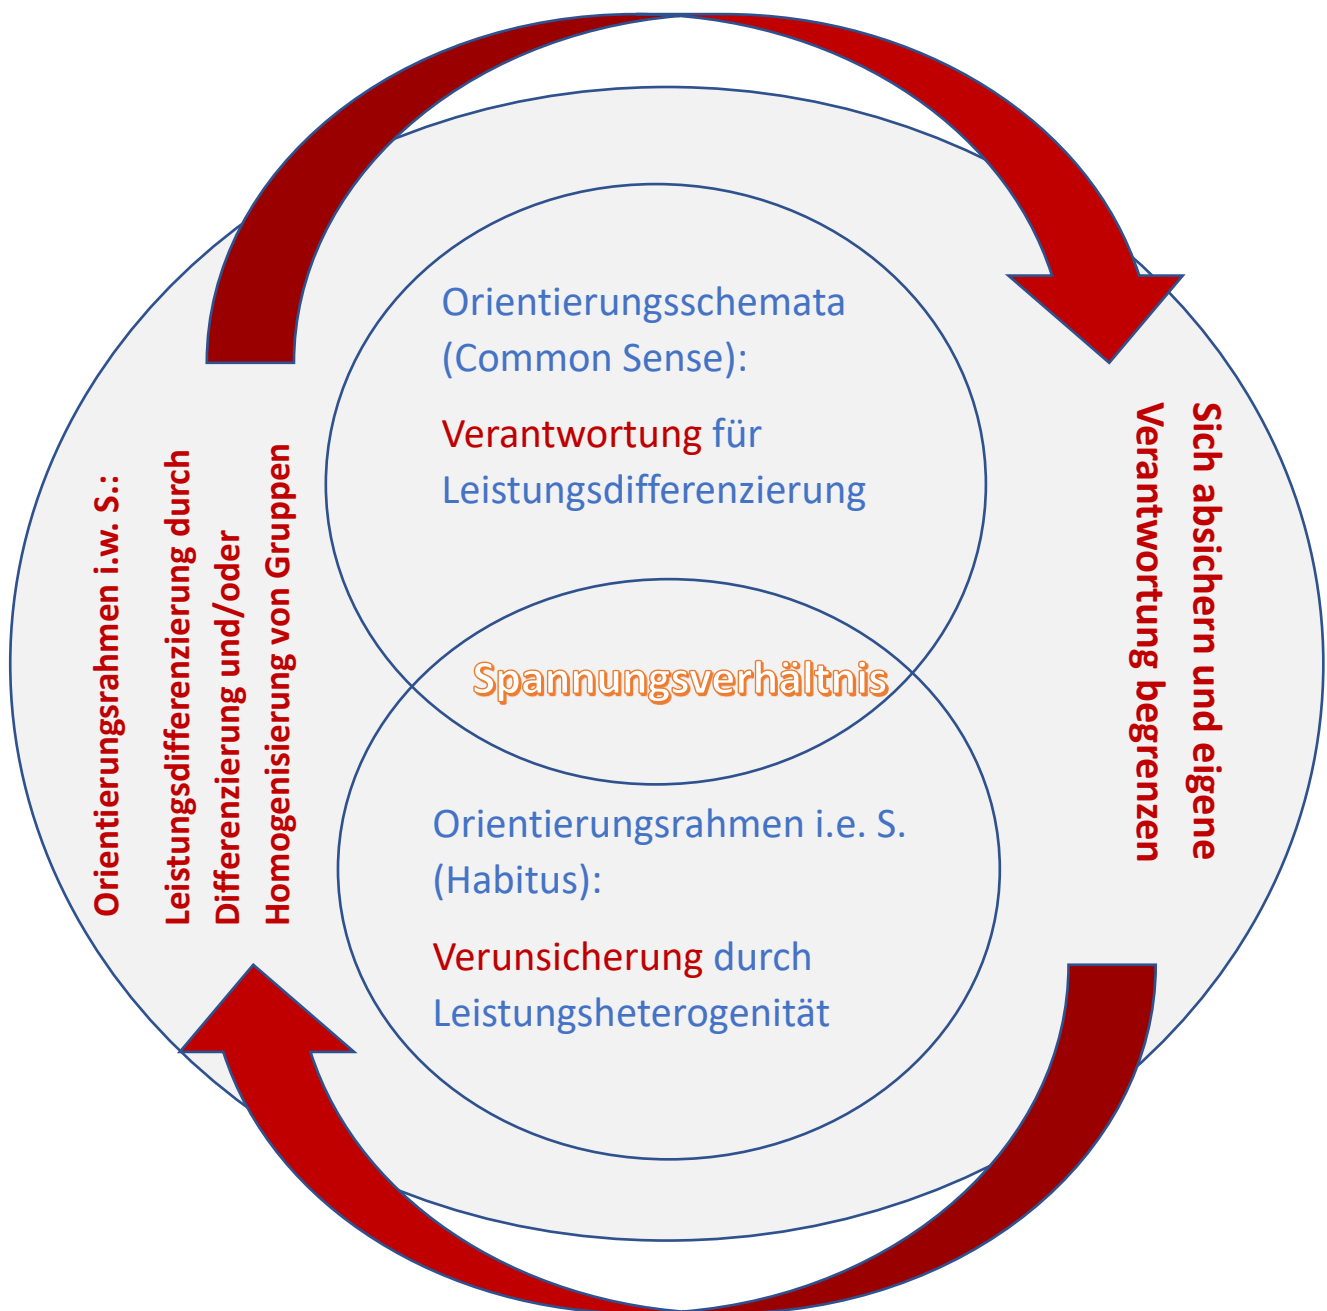 Orientierungsschemata
(Common Sense):
Verantwortung für
Leistungsdifferenzierung
Spannungsverhältnis
Orientierungsrahmen i.e. S.
(Habitus):
Verunsicherung durch
Leistungsheterogenität
Orientierungsrahmen i.w. S.:
Leistungsdifferenzierung durch
Differenzierung und/oder
Homogenisierung von Gruppen
Sich absichern und eigene
Verantwortung begrenzen